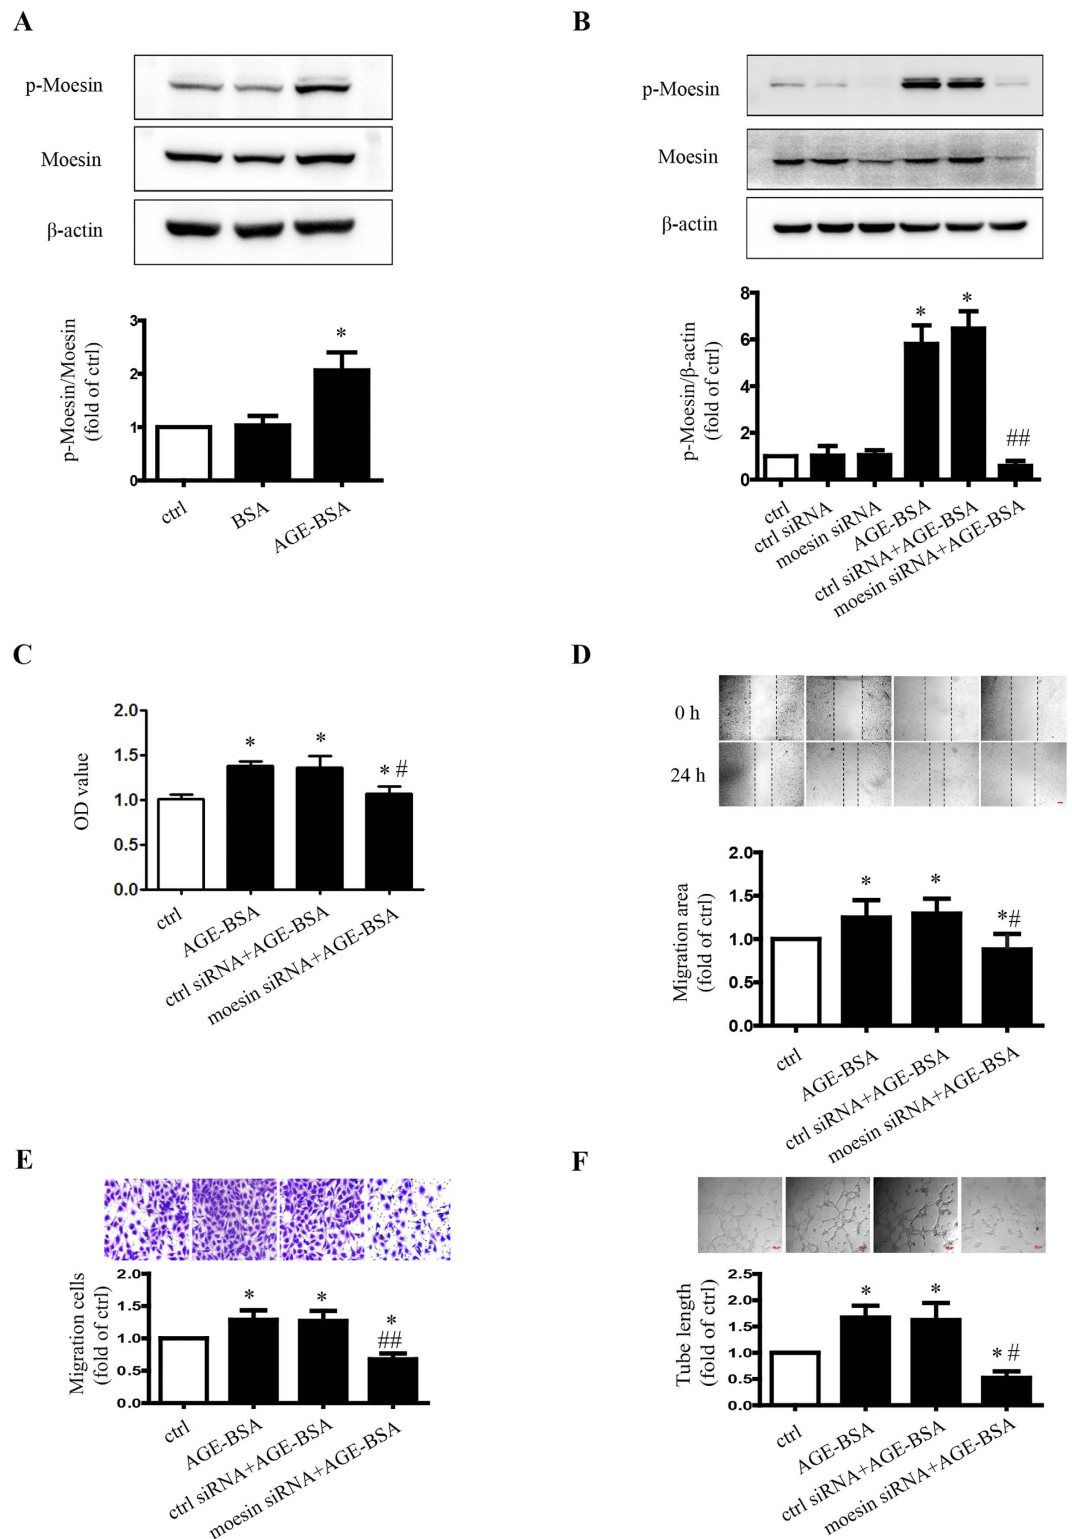 A
p-Moesin
Moesin
β-actin
p-Moesin/Moesin
(fold of ctrl)
3
2
1
0
*
ctrl
BSA
AGE-BSA
B
p-Moesin
Moesin
β-actin
p-Moesin/β-actin
(fold of ctrl)
8
6
4
2
0
*
*
##
ctrl
ctrl siRNA
moesin siRNA
AGE-BSA
ctrl siRNA+AGE-BSA
moesin siRNA+AGE-BSA
C
OD value
2.0
1.5
1.0
0.5
0.0
*
*
* #
ctrl
AGE-BSA
ctrl siRNA+AGE-BSA
moesin siRNA+AGE-BSA
D
0 h
24 h
Migration area
(fold of ctrl)
2.0
1.5
1.0
0.5
0.0
*
*
*#
ctrl
AGE-BSA
ctrl siRNA+AGE-BSA
moesin siRNA+AGE-BSA
E
Migration cells
(fold of ctrl)
2.0
1.5
1.0
0.5
0.0
*
*
*
##
ctrl
AGE-BSA
ctrl siRNA+AGE-BSA
moesin siRNA+AGE-BSA
F
Tube length
(fold of ctrl)
2.5
2.0
1.5
1.0
0.5
0.0
*
*
* #
ctrl
AGE-BSA
ctrl siRNA+AGE-BSA
moesin siRNA+AGE-BSA